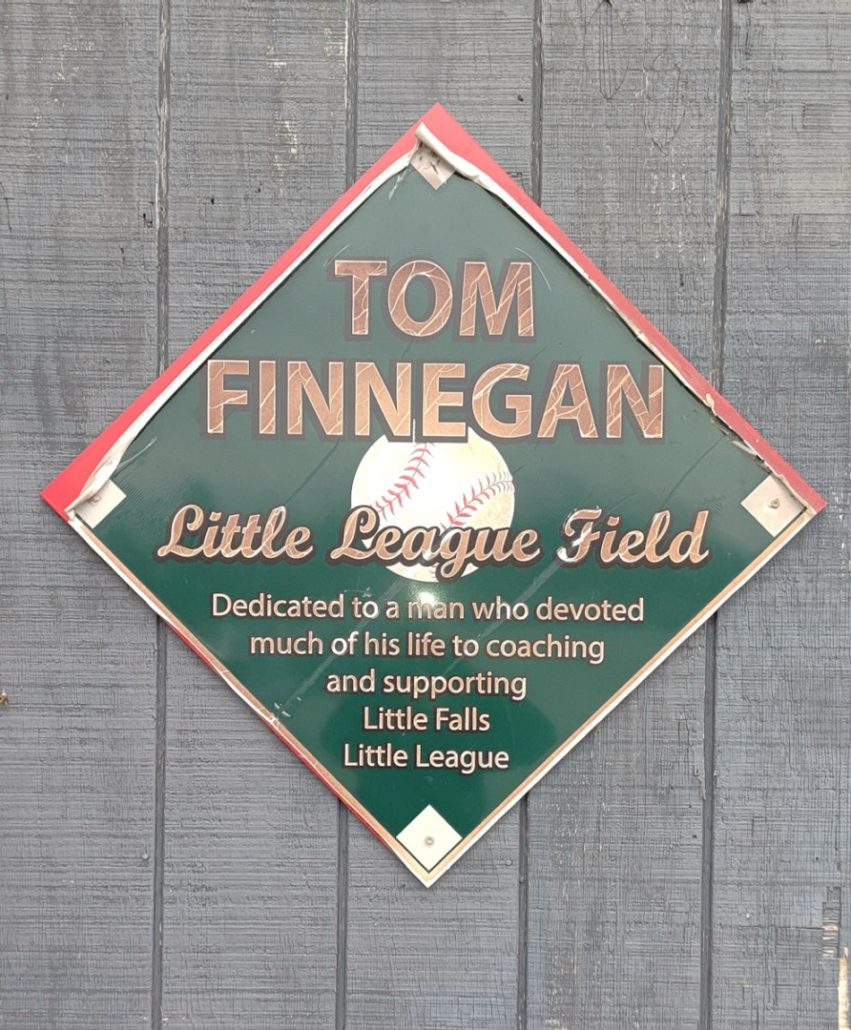 TOM
FINNEGAN
Little League Field
Dedicated to a man who devoted
much of his life to coaching
and supporting
Little Falls
Little League